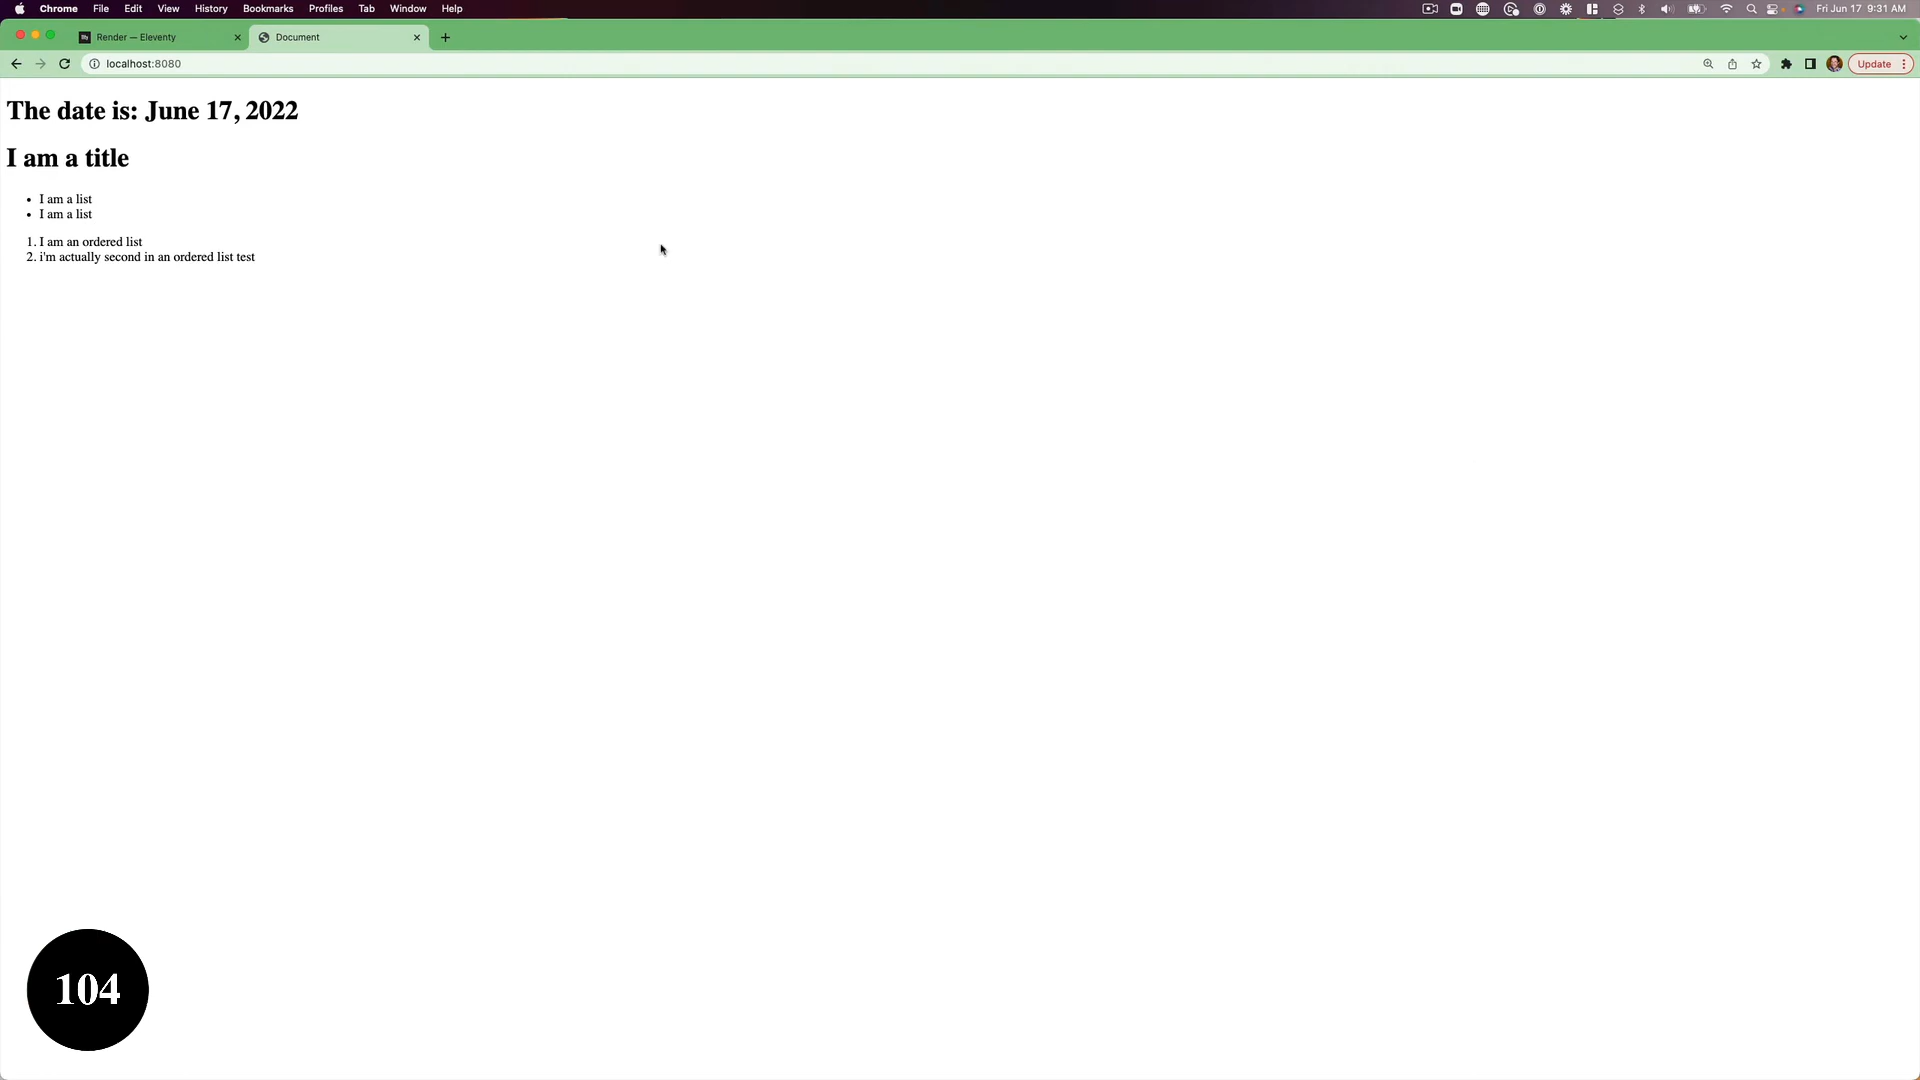 Chrome File Edit View History Bookmarks Profiles Tab Window Help Fri Jun 17 9:31 AM
Render — Eleventy Document
localhost:8080 Update
The date is: June 17, 2022
I am a title
• I am a list
• I am a list
1. I am an ordered list
2. i'm actually second in an ordered list test
104